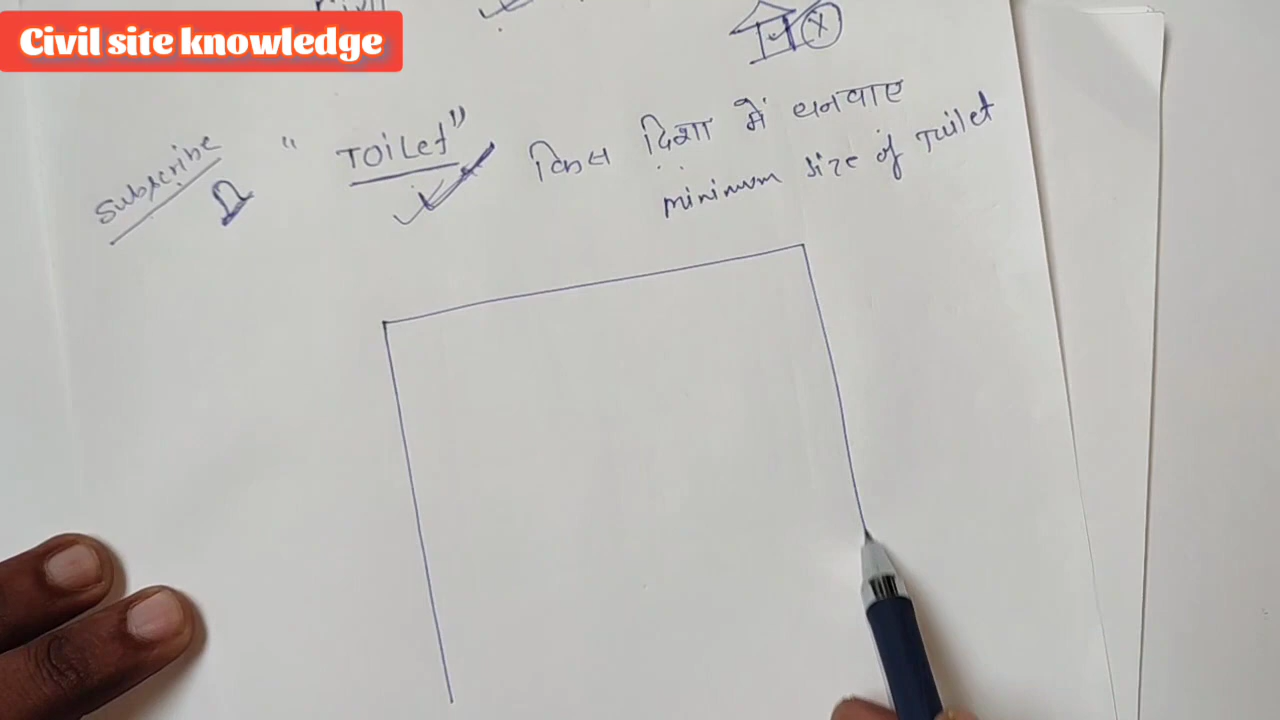 Civil site knowledge
Subscribe
" TOiLet" किस दिशा में बनवाए
minimum size of Toilet